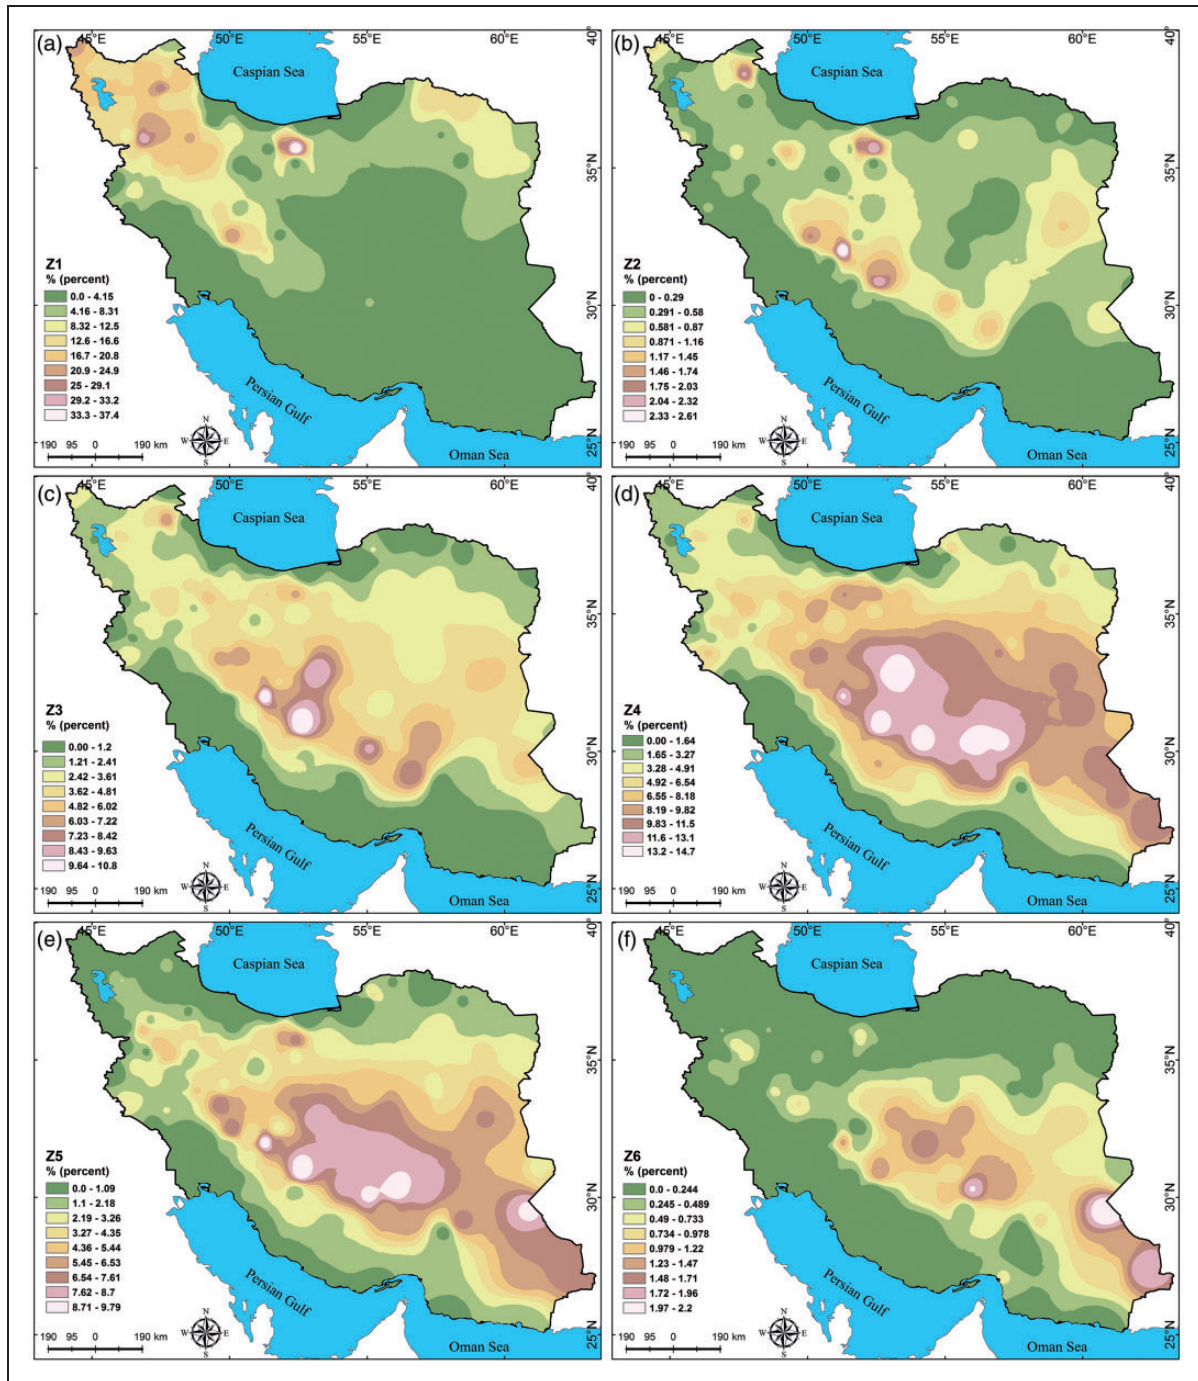 (a) 45°E 50°E 55°E 60°E 40°
Caspian Sea
35°N
30°N
25°N
Persian Gulf
Oman Sea
Z1
% (percent)
0.0 - 4.15
4.16 - 8.31
8.32 - 12.5
12.6 - 16.6
16.7 - 20.8
20.9 - 24.9
25 - 29.1
29.2 - 33.2
33.3 - 37.4
190 95 0 190 km
N
W E
S
(b) 45°E 50°E 55°E 60°E 40°
Caspian Sea
35°N
30°N
25°N
Persian Gulf
Oman Sea
Z2
% (percent)
0 - 0.29
0.291 - 0.58
0.581 - 0.87
0.871 - 1.16
1.17 - 1.45
1.46 - 1.74
1.75 - 2.03
2.04 - 2.32
2.33 - 2.61
190 95 0 190 km
N
W E
S
(c) 45°E 50°E 55°E 60°E 40°
Caspian Sea
35°N
30°N
25°N
Persian Gulf
Oman Sea
Z3
% (percent)
0.00 - 1.2
1.21 - 2.41
2.42 - 3.61
3.62 - 4.81
4.82 - 6.02
6.03 - 7.22
7.23 - 8.42
8.43 - 9.63
9.64 - 10.8
190 95 0 190 km
N
W E
S
(d) 45°E 50°E 55°E 60°E 40°
Caspian Sea
35°N
30°N
25°N
Persian Gulf
Oman Sea
Z4
% (percent)
0.00 - 1.64
1.65 - 3.27
3.28 - 4.91
4.92 - 6.54
6.55 - 8.18
8.19 - 9.82
9.83 - 11.5
11.6 - 13.1
13.2 - 14.7
190 95 0 190 km
N
W E
S
(e) 45°E 50°E 55°E 60°E 40°
Caspian Sea
35°N
30°N
25°N
Persian Gulf
Oman Sea
Z5
% (percent)
0.0 - 1.09
1.1 - 2.18
2.19 - 3.26
3.27 - 4.35
4.36 - 5.44
5.45 - 6.53
6.54 - 7.61
7.62 - 8.7
8.71 - 9.79
190 95 0 190 km
N
W E
S
(f) 45°E 50°E 55°E 60°E 40°
Caspian Sea
35°N
30°N
25°N
Persian Gulf
Oman Sea
Z6
% (percent)
0.0 - 0.244
0.245 - 0.489
0.49 - 0.733
0.734 - 0.978
0.979 - 1.22
1.23 - 1.47
1.48 - 1.71
1.72 - 1.96
1.97 - 2.2
190 95 0 190 km
N
W E
S